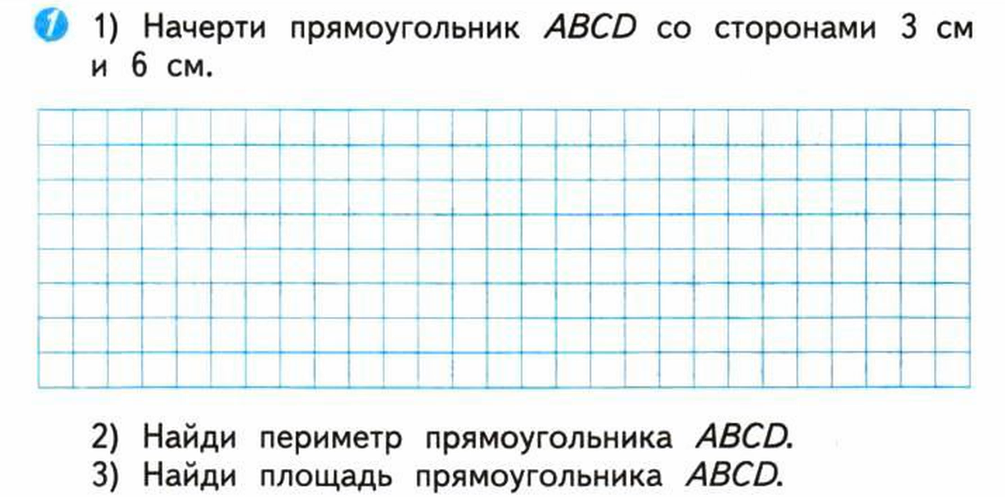 1 1) Начерти прямоугольник ABCD со сторонами 3 см
и 6 см.
2) Найди периметр прямоугольника ABCD.
3) Найди площадь прямоугольника ABCD.